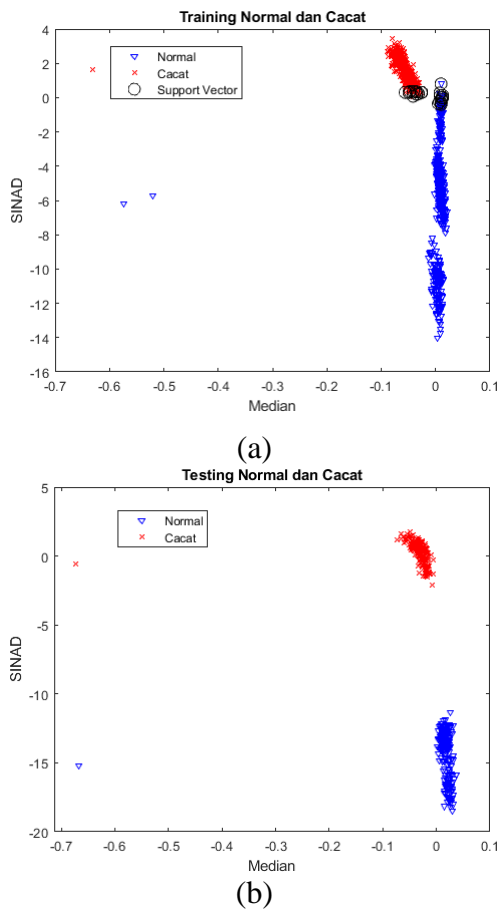 Training Normal dan Cacat
4
2
0
-2
-4
-6
-8
-10
-12
-14
-16
SINAD
Normal
Cacat
Support Vector
-0.7 -0.6 -0.5 -0.4 -0.3 -0.2 -0.1 0 0.1
Median
(a)
Testing Normal dan Cacat
5
0
-5
-10
-15
-20
SINAD
Normal
Cacat
-0.7 -0.6 -0.5 -0.4 -0.3 -0.2 -0.1 0 0.1
Median
(b)